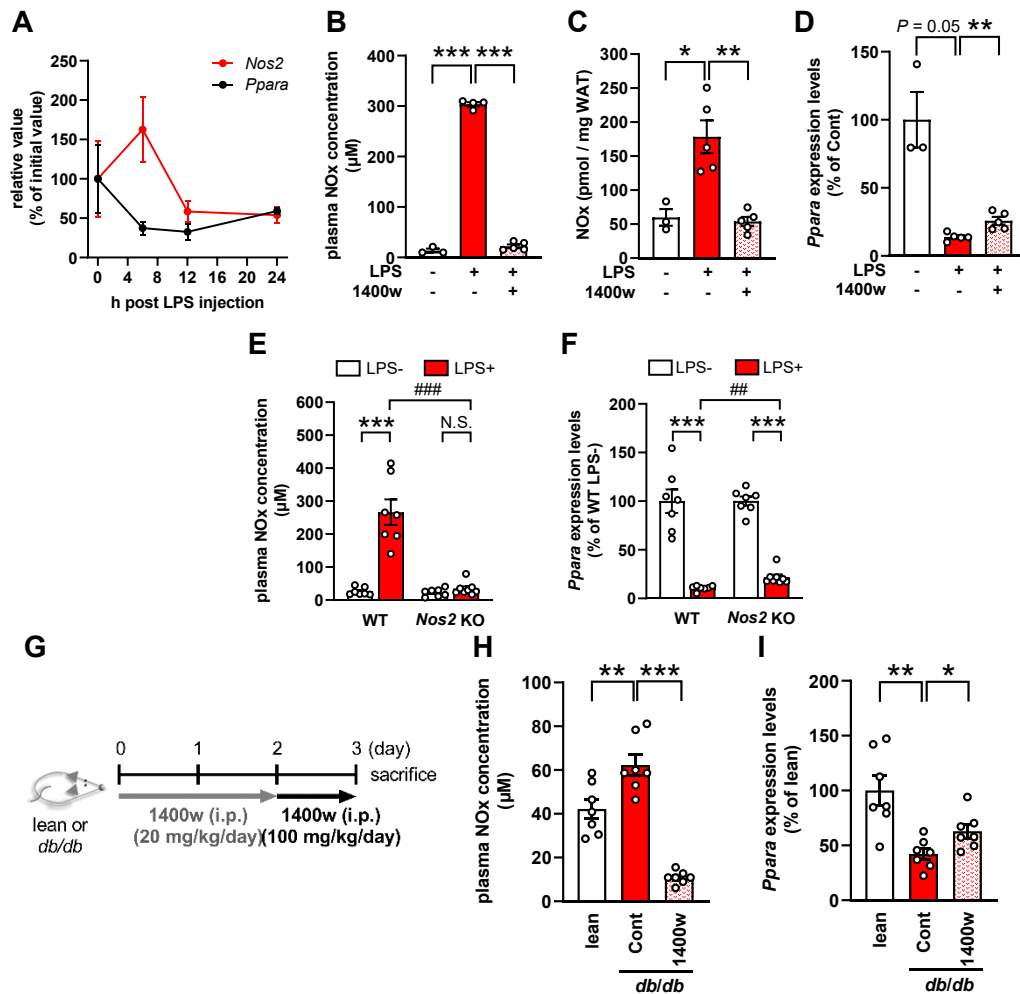 A
Nos2
Ppara
relative value
(% of initial value)
250
200
150
100
50
0
0 4 8 12 16 20 24
h post LPS injection
B
*** ***
plasma NOx concentration
(μM)
400
300
200
100
0
LPS - + +
1400w - - +
C
* **
NOx (pmol / mg WAT)
300
250
200
150
100
50
0
LPS - + +
1400w - - +
D
P = 0.05 **
Ppara expression levels
(% of Cont)
150
100
50
0
LPS - + +
1400w - - +
E
LPS- LPS+
###
*** N.S.
plasma NOx concentration
(μM)
500
400
300
200
100
0
WT Nos2 KO
F
LPS- LPS+
##
*** ***
Ppara expression levels
(% of WT LPS-)
200
150
100
50
0
WT Nos2 KO
G
0 1 2 3 (day)
sacrifice
lean or
db/db
1400w (i.p.)
(20 mg/kg/day)
1400w (i.p.)
(100 mg/kg/day)
H
** ***
plasma NOx concentration
(μM)
100
80
60
40
20
0
lean Cont 1400w
db/db
I
** *
Ppara expression levels
(% of lean)
200
150
100
50
0
lean Cont 1400w
db/db